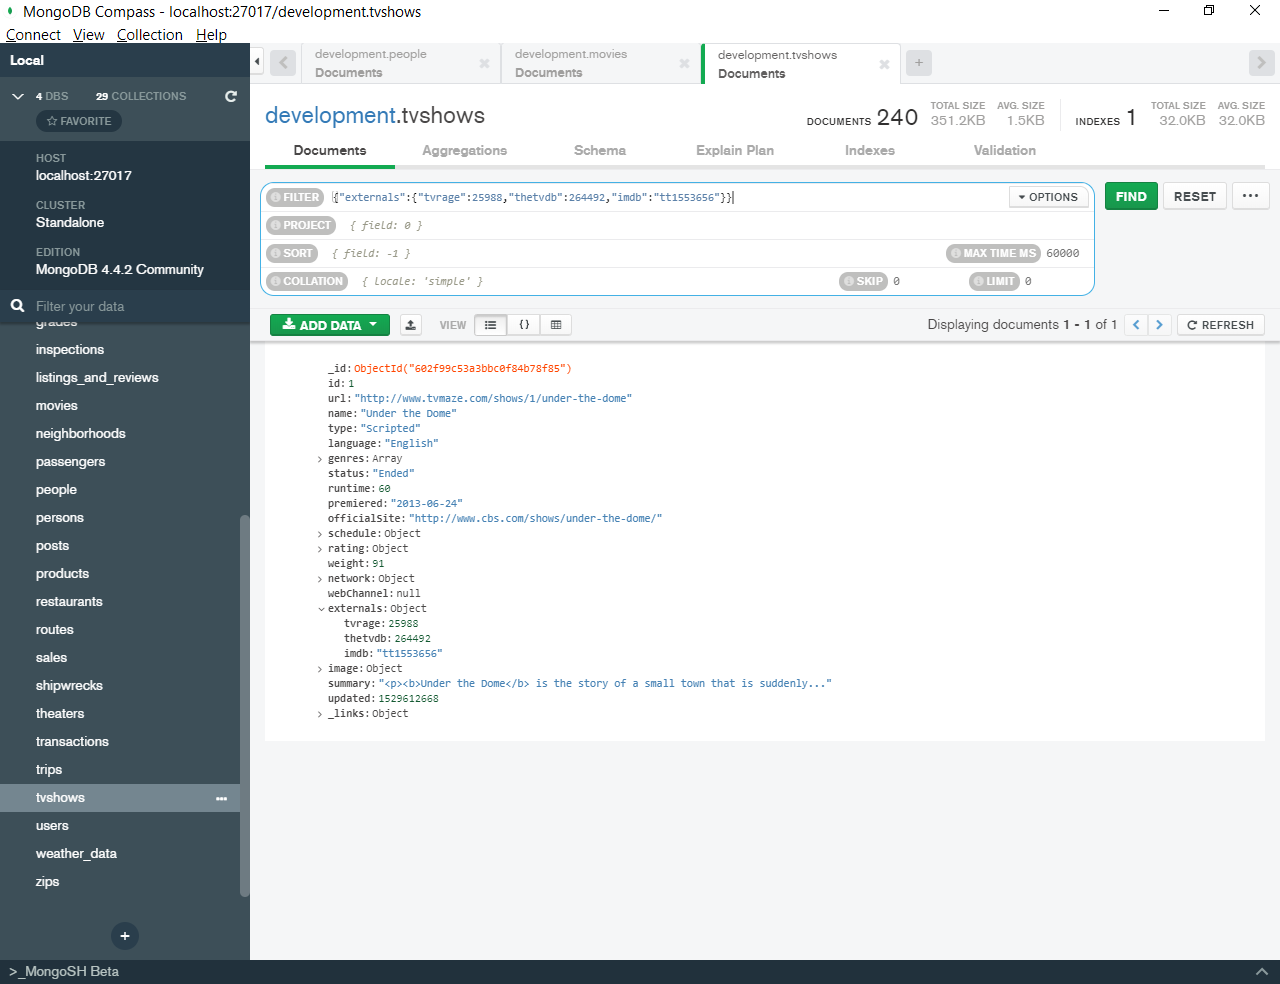 MongoDB Compass - localhost:27017/development.tvshows
Connect View Collection Help
Local
4 DBS 29 COLLECTIONS
FAVORITE
HOST
localhost:27017
CLUSTER
Standalone
EDITION
MongoDB 4.4.2 Community
Filter your data
grades
inspections
listings_and_reviews
movies
neighborhoods
passengers
people
persons
posts
products
restaurants
routes
sales
shipwrecks
theaters
transactions
trips
tvshows
users
weather_data
zips
>_MongoSH Beta
development.people
Documents
development.movies
Documents
development.tvshows
Documents
development.tvshows
DOCUMENTS 240
TOTAL SIZE 351.2KB
AVG. SIZE 1.5KB
INDEXES 1
TOTAL SIZE 32.0KB
AVG. SIZE 32.0KB
Documents Aggregations Schema Explain Plan Indexes Validation
FILTER {"externals":{"tvrage":25988,"thetvdb":264492,"imdb":"tt1553656"}} OPTIONS FIND RESET
PROJECT { field: 0 }
SORT { field: -1 } MAX TIME MS 60000
COLLATION { locale: 'simple' } SKIP 0 LIMIT 0
ADD DATA VIEW {} Displaying documents 1 - 1 of 1 REFRESH
_id: ObjectId("602f99c53a3bbc0f84b78f85")
id: 1
url: "http://www.tvmaze.com/shows/1/under-the-dome"
name: "Under the Dome"
type: "Scripted"
language: "English"
genres: Array
status: "Ended"
runtime: 60
premiered: "2013-06-24"
officialSite: "http://www.cbs.com/shows/under-the-dome/"
schedule: Object
rating: Object
weight: 91
network: Object
webChannel: null
externals: Object
tvrage: 25988
thetvdb: 264492
imdb: "tt1553656"
image: Object
summary: "<p><b>Under the Dome</b> is the story of a small town that is suddenly..."
updated: 1529612668
_links: Object